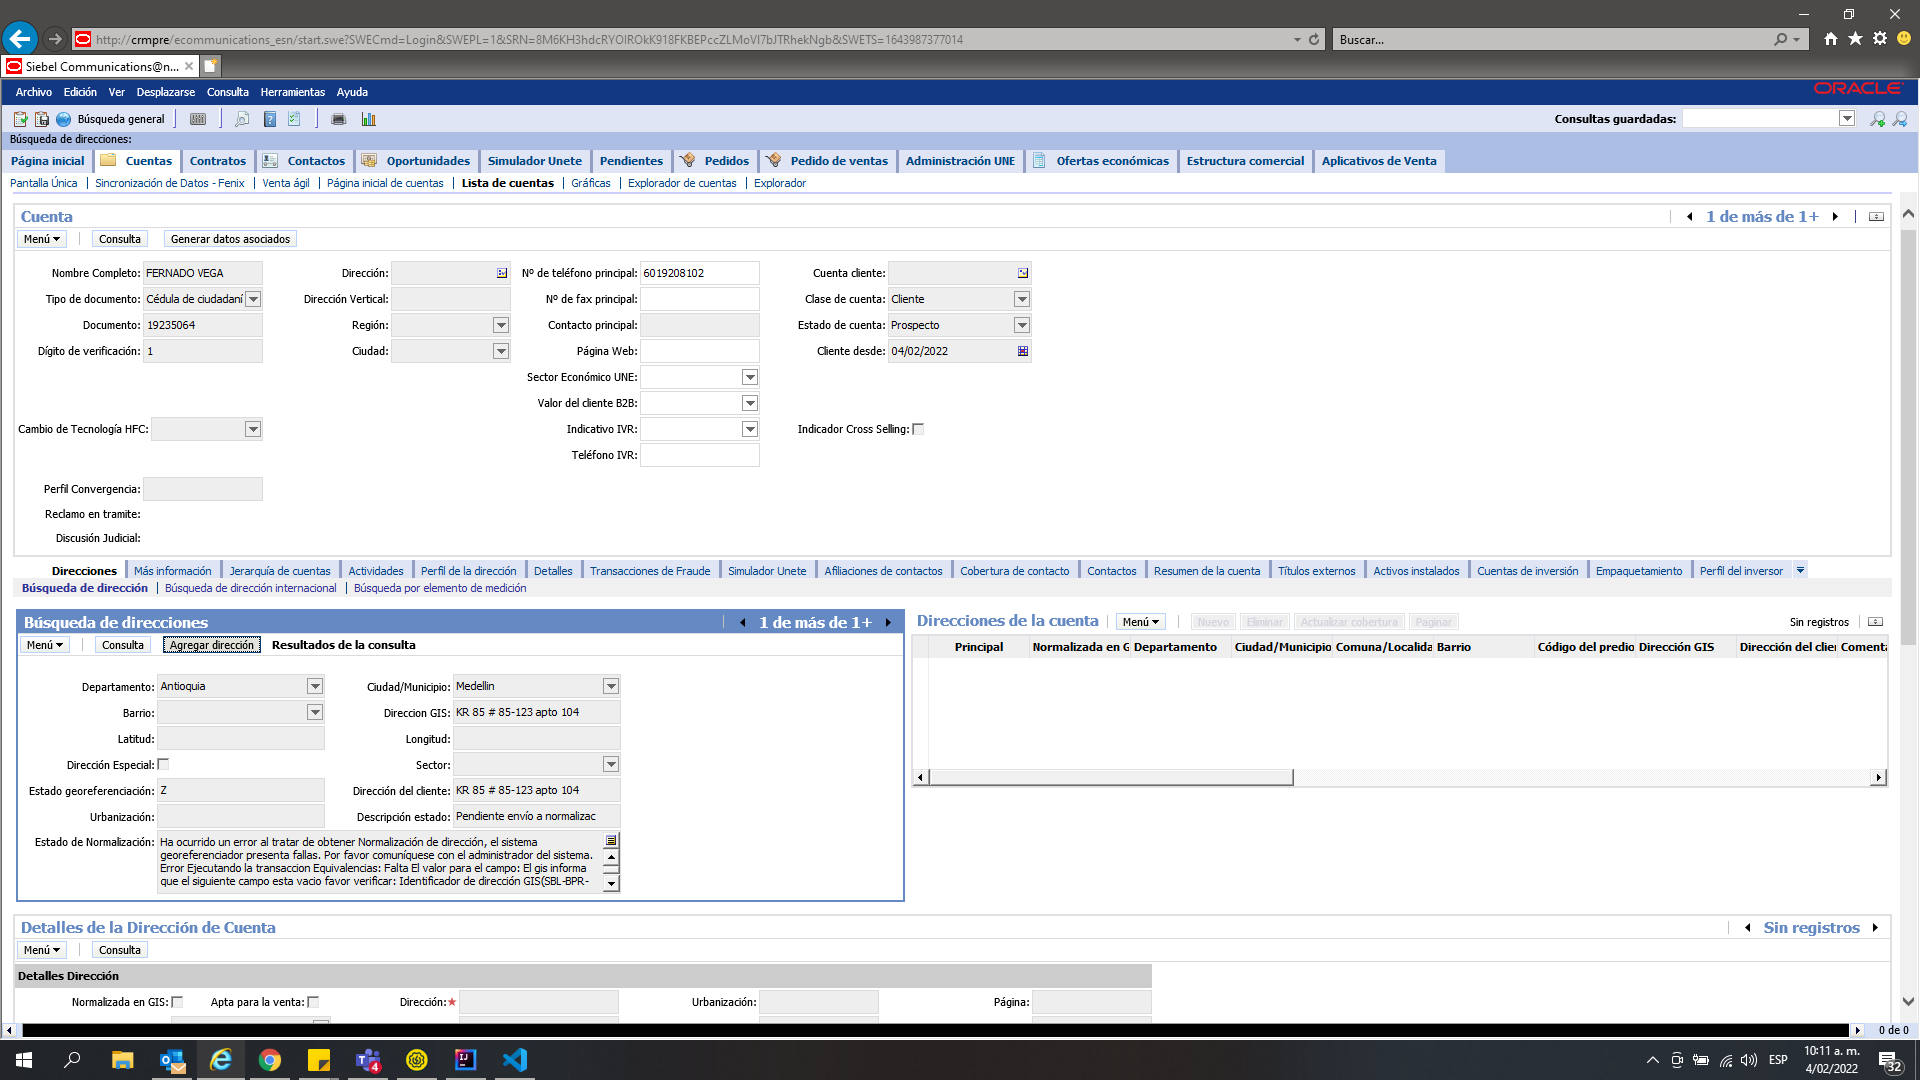 http://crmpre/ecommunications_esn/start.swe?SWECmd=Login&SWEPL=1&SRN=8M6KH3hdcRYOIROkK918FKBEPccZLMoVI7bJTRhekNgb&SWETS=1643987377014
Buscar...
Siebel Communications@n...
Archivo Edición Ver Desplazarse Consulta Herramientas Ayuda
ORACLE
Búsqueda general
Consultas guardadas:
Búsqueda de direcciones:
Página inicial Cuentas Contratos Contactos Oportunidades Simulador Unete Pendientes Pedidos Pedido de ventas Administración UNE Ofertas económicas Estructura comercial Aplicativos de Venta
Pantalla Única Sincronización de Datos - Fenix Venta ágil Página inicial de cuentas Lista de cuentas Gráficas Explorador de cuentas Explorador
Cuenta
1 de más de 1+
Menú Consulta Generar datos asociados
Nombre Completo: FERNADO VEGA Dirección: Nº de teléfono principal: 6019208102 Cuenta cliente:
Tipo de documento: Cédula de ciudadaní Dirección Vertical: Nº de fax principal: Clase de cuenta: Cliente
Documento: 19235064 Región: Contacto principal: Estado de cuenta: Prospecto
Dígito de verificación: 1 Ciudad: Página Web: Cliente desde: 04/02/2022
Sector Económico UNE:
Valor del cliente B2B:
Cambio de Tecnología HFC: Indicativo IVR: Indicador Cross Selling:
Teléfono IVR:
Perfil Convergencia:
Reclamo en tramite:
Discusión Judicial:
Direcciones Más información Jerarquía de cuentas Actividades Perfil de la dirección Detalles Transacciones de Fraude Simulador Unete Afiliaciones de contactos Cobertura de contacto Contactos Resumen de la cuenta Títulos externos Activos instalados Cuentas de inversión Empaquetamiento Perfil del inversor
Búsqueda de dirección Búsqueda de dirección internacional Búsqueda por elemento de medición
Búsqueda de direcciones
1 de más de 1+
Menú Consulta Agregar dirección Resultados de la consulta
Departamento: Antioquia Ciudad/Municipio: Medellin
Barrio: Direccion GIS: KR 85 # 85-123 apto 104
Latitud: Longitud:
Dirección Especial: Sector:
Estado georeferenciación: Z Dirección del cliente: KR 85 # 85-123 apto 104
Urbanización: Descripción estado: Pendiente envío a normalizac
Estado de Normalización: Ha ocurrido un error al tratar de obtener Normalización de dirección, el sistema
georeferenciador presenta fallas. Por favor comuníquese con el administrador del sistema.
Error Ejecutando la transaccion Equivalencias: Falta El valor para el campo: El gis informa
que el siguiente campo esta vacio favor verificar: Identificador de dirección GIS(SBL-BPR-
Direcciones de la cuenta Menú Nuevo Eliminar Actualizar cobertura Paginar Sin registros
Principal Normalizada en G Departamento Ciudad/Municipio Comuna/Localida Barrio Código del predio Dirección GIS Dirección del clie Coment
Detalles de la Dirección de Cuenta
Sin registros
Menú Consulta
Detalles Dirección
Normalizada en GIS: Apta para la venta: Dirección:★ Urbanización: Página:
0 de 0
4
IJ
ESP
10:11 a. m.
4/02/2022
32